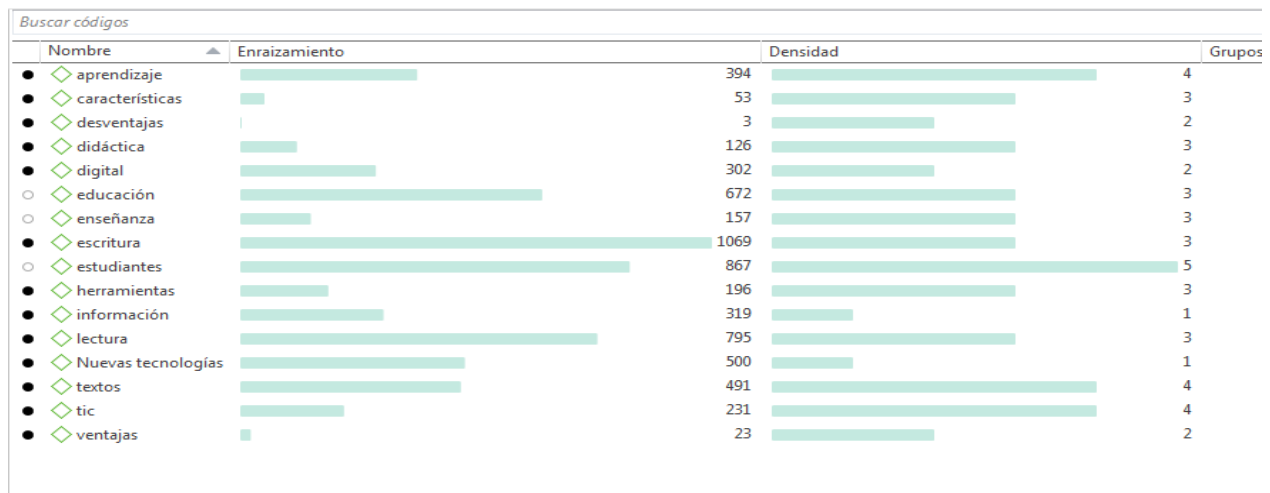 Buscar códigos
Nombre Enraizamiento Densidad Grupos
aprendizaje 394 4
características 53 3
desventajas 3 2
didáctica 126 3
digital 302 2
educación 672 3
enseñanza 157 3
escritura 1069 3
estudiantes 867 5
herramientas 196 3
información 319 1
lectura 795 3
Nuevas tecnologías 500 1
textos 491 4
tic 231 4
ventajas 23 2